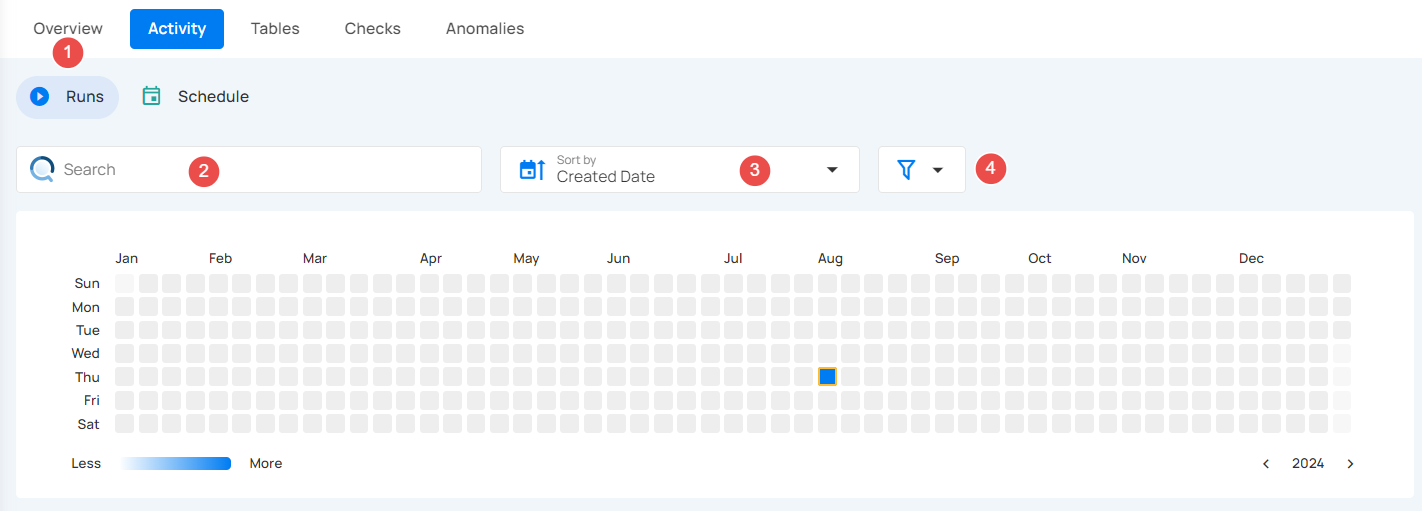 Overview Activity Tables Checks Anomalies
1
Runs Schedule
Search 2
Sort by
Created Date 3
4
Jan Feb Mar Apr May Jun Jul Aug Sep Oct Nov Dec
Sun
Mon
Tue
Wed
Thu
Fri
Sat
Less More 2024